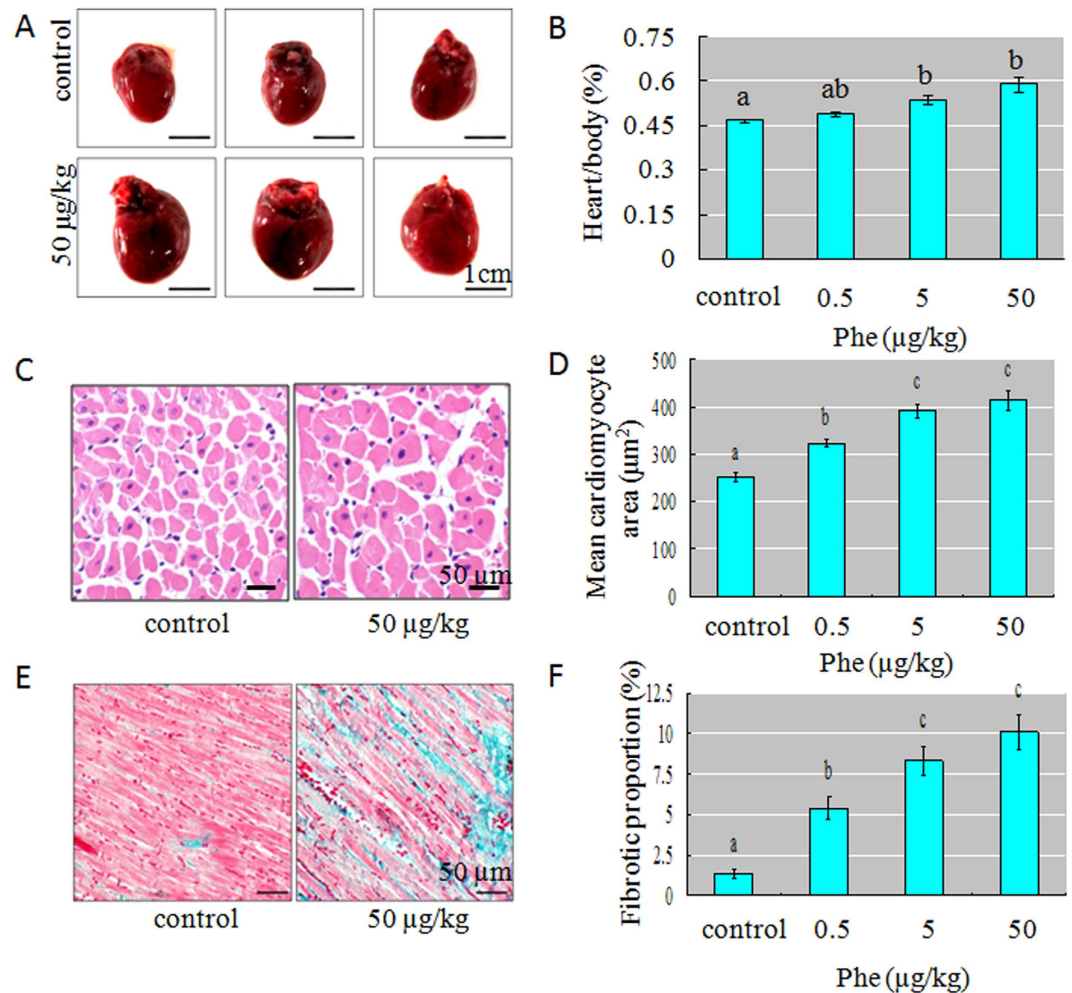 A
control
50 µg/kg
1cm
B
Heart/body (%)
0.75
0.6
0.45
0.3
0.15
0
a
ab
b
b
control
0.5
5
50
Phe (µg/kg)
C
50 µm
control
50 µg/kg
D
Mean cardiomyocyte
area (µm²)
500
400
300
200
100
0
a
b
c
c
control
0.5
5
50
Phe (µg/kg)
E
50 µm
control
50 µg/kg
F
Fibrotic proportion (%)
12.5
10
7.5
5
2.5
0
a
b
c
c
control
0.5
5
50
Phe (µg/kg)